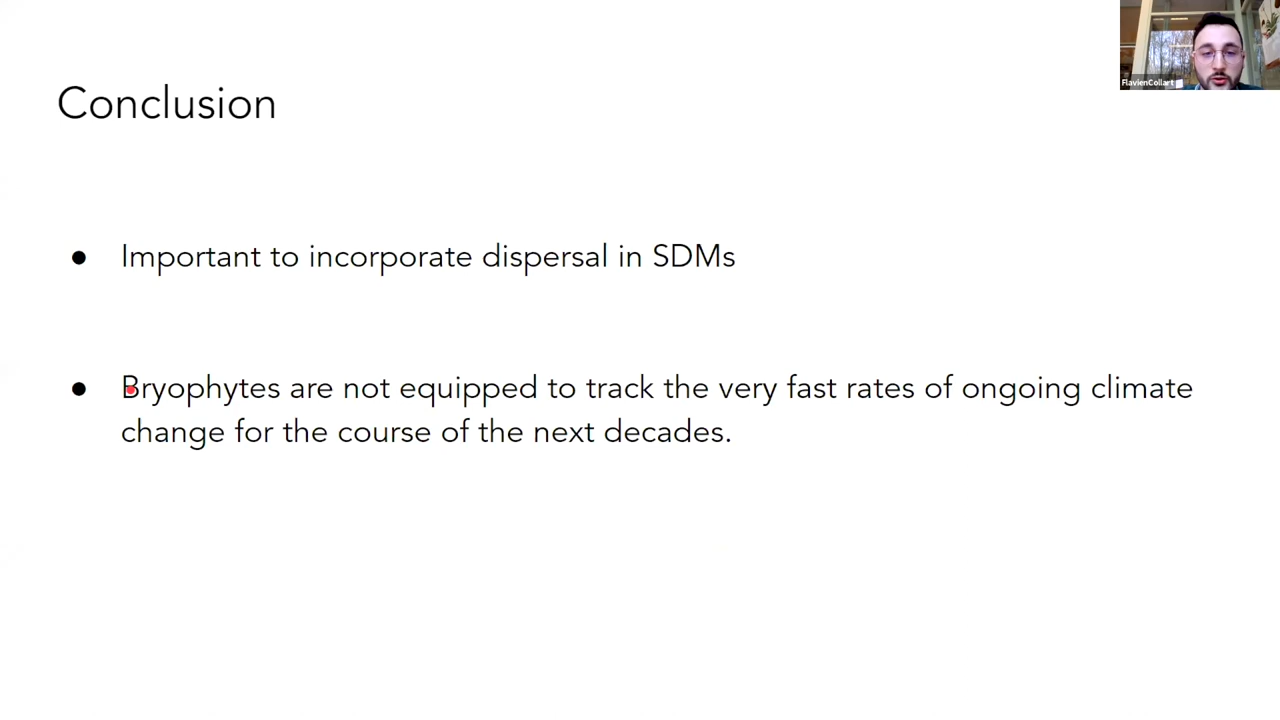 FlavienCollart
Conclusion
● Important to incorporate dispersal in SDMs
● Bryophytes are not equipped to track the very fast rates of ongoing climate
change for the course of the next decades.